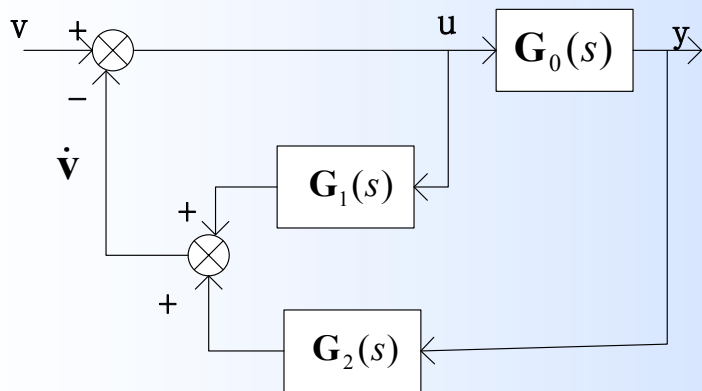 v + u G₀(s) y
−
v̇
G₁(s)
+
+
G₂(s)